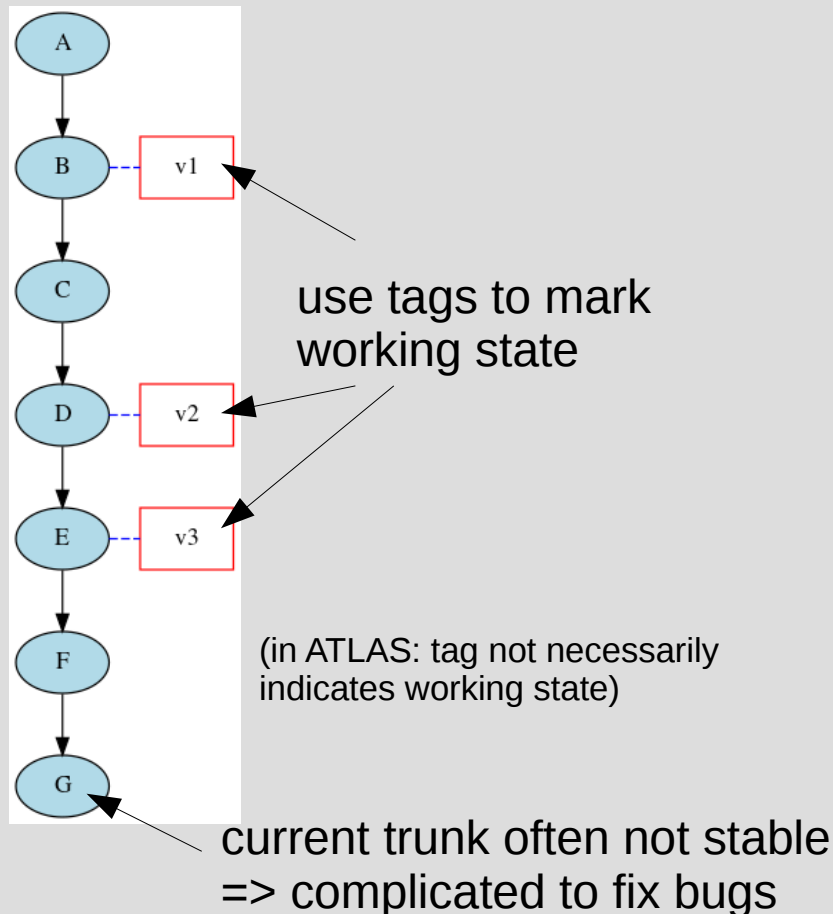 A
B
v1
C
use tags to mark
working state
D
v2
E
v3
F
(in ATLAS: tag not necessarily
indicates working state)
G
current trunk often not stable
=> complicated to fix bugs